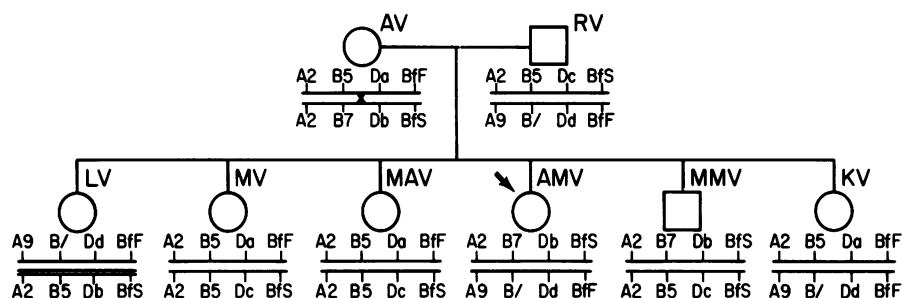 AV RV
A2 B5 Da BfF A2 B5 Dc BfS
A2 B7 Db BfS A9 B/ Dd BfF
LV MV MAV AMV MMV KV
A9 B/ Dd BfF A2 B5 Da BfF A2 B5 Da BfF A2 B7 Db BfS A2 B7 Db BfS A2 B5 Da BfF
A2 B5 Db BfS A2 B5 Dc BfS A2 B5 Dc BfS A9 B/ Dd BfF A2 B5 Dc BfS A9 B/ Dd BfF